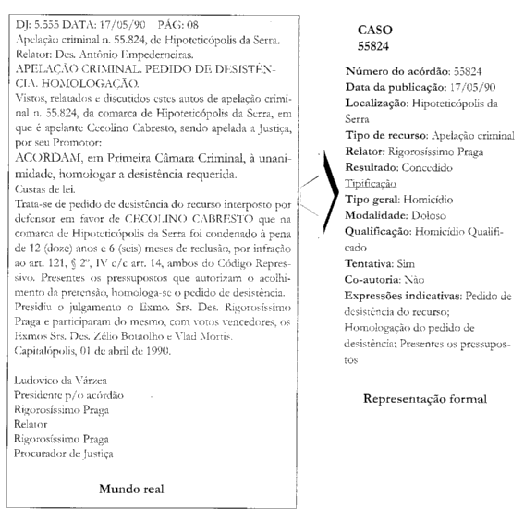 DJ: 5.555 DATA: 17/05/90 PÁG: 08
Apelação criminal n. 55.824, de Hipoteticópolis da Serra.
Relator: Des. Antônio Empederneiras.
APELAÇÃO CRIMINAL. PEDIDO DE DESISTÊN-
CIA. HOMOLOGAÇÃO.
Vistos, relatados e discutidos estes autos de apelação crimi-
nal n. 55.824, da comarca de Hipoteticópolis da Serra, em
que é apelante Cecolino Cabresto, sendo apelada a Justiça,
por seu Promotor:
ACORDAM, em Primeira Câmara Criminal, à unani-
midade, homologar a desistência requerida.
Custas de lei.
Trata-se de pedido de desistência do recurso interposto por
defensor em favor de CECOLINO CABRESTO que na
comarca de Hipoteticópolis da Serra foi condenado à pena
de 12 (doze) anos e 6 (seis) meses de reclusão, por infração
ao art. 121, § 2º, IV c/c art. 14, ambos do Código Repres-
sivo. Presentes os pressupostos que autorizam o acolhi-
mento da pretensão, homologa-se o pedido de desistência.
Presidiu o julgamento o Exmo. Srs. Des. Rigorosíssimo
Praga e participaram do mesmo, com votos vencedores, os
Exmos Srs. Des. Zélio Botaolho e Vlad Morris.
Capitalópolis, 01 de abril de 1990.
Ludovico da Várzea
Presidente p/o acórdão
Rigorosíssimo Praga
Relator
Rigorosíssimo Praga
Procurador de Justiça
Mundo real
CASO
55824
Número do acórdão: 55824
Data da publicação: 17/05/90
Localização: Hipoteticópolis da
Serra
Tipo de recurso: Apelação criminal
Relator: Rigorosíssimo Praga
Resultado: Concedido
Tipificação
Tipo geral: Homicídio
Modalidade: Doloso
Qualificação: Homicídio Qualifi-
cado
Tentativa: Sim
Co-autoria: Não
Expressões indicativas: Pedido de
desistência do recurso;
Homologação do pedido de
desistência; Presentes os pressupos-
tos
Representação formal